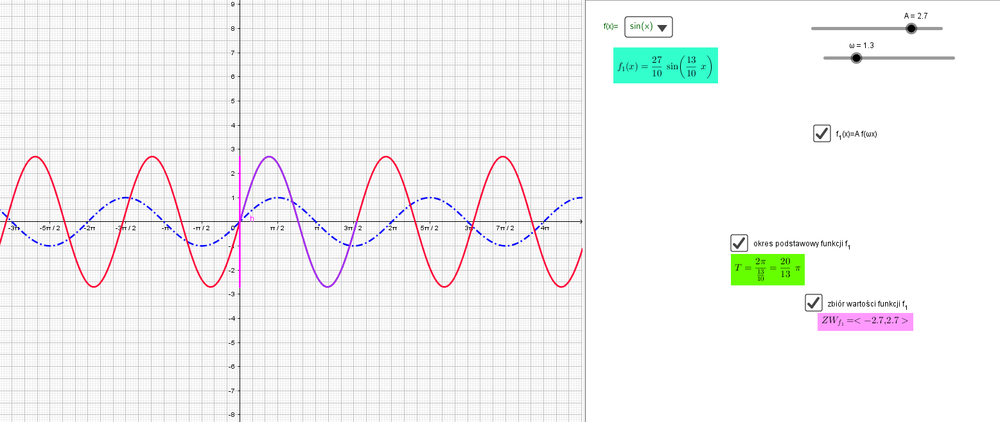 9
8
7
6
5
4
3
2
1
h
-3π -5π / 2 -2π -3π / 2 -π -π / 2 0 π / 2 π 3π / 2 2π 5π / 2 3π 7π / 2 4π
-1
-2
-3
-4
-5
-6
-7
-8
f(x)= sin(x)
A = 2.7
ω = 1.3
f₁(x) = 27/10 sin(13/10 x)
f₁(x)=A f(ωx)
okres podstawowy funkcji f₁
T = 2π/(13/10) = 20/13 π
zbiór wartości funkcji f₁
ZW_f₁ =< −2.7,2.7 >